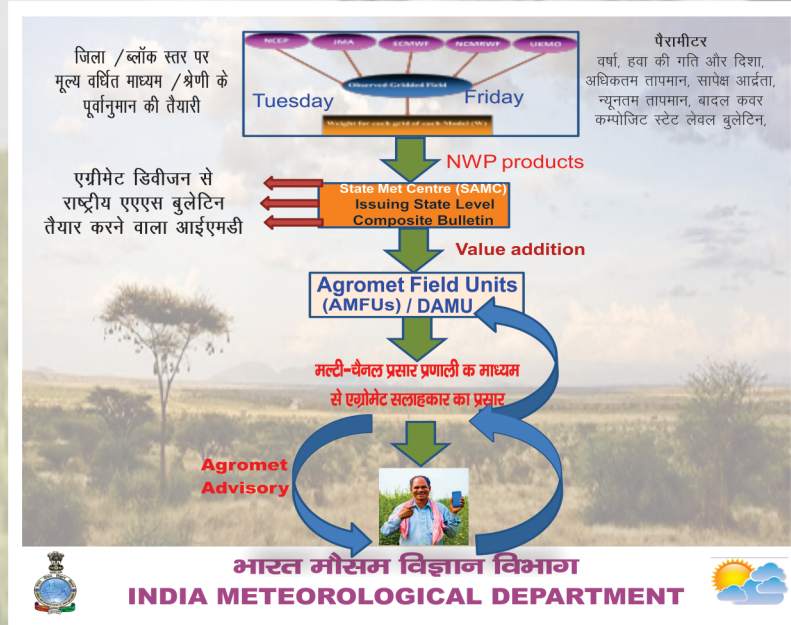 जिला /ब्लॉक स्तर पर
मूल्य वर्धित माध्यम /श्रेणी के
पूर्वानुमान की तैयारी
NCEP
JMA
ECMWF
NCMRWF
UKMO
Observed Gridded Field
Tuesday
Friday
Weight for each grid of each Model (W)
पैरामीटर
वर्षा, हवा की गति और दिशा,
अधिकतम तापमान, सापेक्ष आर्द्रता,
न्यूनतम तापमान, बादल कवर
कम्पोजिट स्टेट लेवल बुलेटिन,
NWP products
एग्रीमेट डिवीजन से
राष्ट्रीय एएएस बुलेटिन
तैयार करने वाला आईएमडी
State Met Centre (SAMC)
Issuing State Level
Composite Bulletin
Value addition
Agromet Field Units
(AMFUs) / DAMU
मल्टी-चैनल प्रसार प्रणाली क माध्यम
से एग्रोमेट सलाहकार का प्रसार
Agromet
Advisory
भारत मौसम विज्ञान विभाग
INDIA METEOROLOGICAL DEPARTMENT